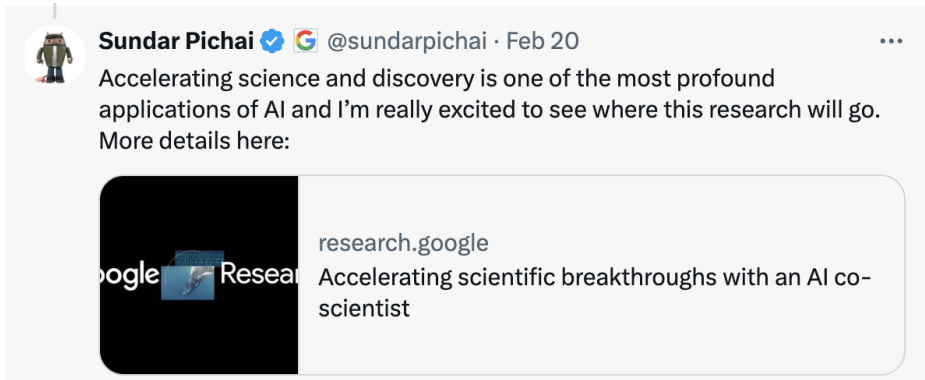 Sundar Pichai @sundarpichai · Feb 20
Accelerating science and discovery is one of the most profound
applications of AI and I’m really excited to see where this research will go.
More details here:
ogle Resear
research.google
Accelerating scientific breakthroughs with an AI co-
scientist